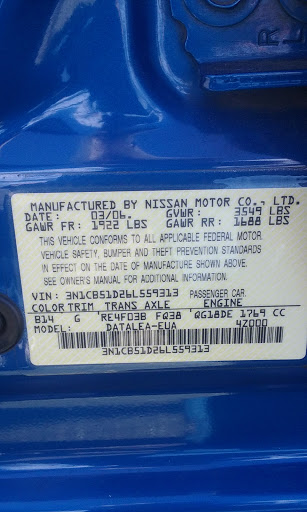 MANUFACTURED BY NISSAN MOTOR CO., LTD.
DATE: 03/06. GVWR: 3549 LBS
GAWR FR: 1922 LBS GAWR RR: 1688 LBS
THIS VEHICLE CONFORMS TO ALL APPLICABLE FEDERAL MOTOR
VEHICLE SAFETY, BUMPER, AND THEFT PREVENTION STANDARDS
IN EFFECT ON THE DATE OF MANUFACTURE SHOWN ABOVE.
SEE OWNER'S MANUAL FOR ADDITIONAL INFORMATION.
VIN: 3N1CB51D26L559313 PASSENGER CAR.
COLOR TRIM TRANS AXLE ENGINE
B14 G RE4F03B FQ38 QG18DE 1769 CC
MODEL: DATALEA-EUA 4Z000
3N1CB51D26L559313